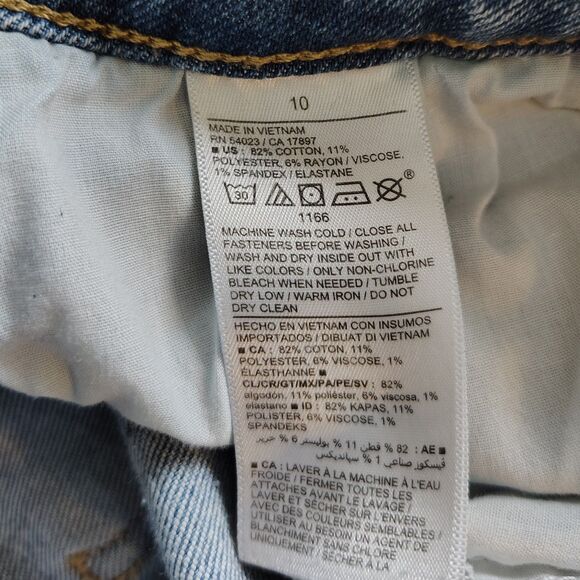 10
MADE IN VIETNAM
RN 54023 / CA 17897
■ US : 82% COTTON, 11%
POLYESTER, 6% RAYON / VISCOSE,
1% SPANDEX / ELASTANE
30 ®
1166
MACHINE WASH COLD / CLOSE ALL
FASTENERS BEFORE WASHING /
WASH AND DRY INSIDE OUT WITH
LIKE COLORS / ONLY NON-CHLORINE
BLEACH WHEN NEEDED / TUMBLE
DRY LOW / WARM IRON / DO NOT
DRY CLEAN
HECHO EN VIETNAM CON INSUMOS
IMPORTADOS / DIBUAT DI VIETNAM
■ CA : 82% COTON, 11%
POLYESTER, 6% VISCOSE, 1%
ÉLASTHANNE ■
CL/CR/GT/MX/PA/PE/SV : 82%
algodón, 11% poliéster, 6% viscosa, 1%
elastano ■ ID : 82% KAPAS, 11%
POLISTER, 6% VISCOSE, 1%
SPANDEKS
■ AE : 82 % قطن 11 % بوليستر 6 % حرير
فيسكوز صناعي 1 % سبانديكس
■ CA : LAVER À LA MACHINE À L'EAU
FROIDE / FERMER TOUTES LES
ATTACHES AVANT LE LAVAGE /
LAVER ET SÉCHER SUR L'ENVERS
AVEC DES COULEURS SEMBLABLES /
AU BESOIN UN AGENT DE
BLANCHIMENT SANS CHLORE
UNIQUEMENT / SÉCHER À LA